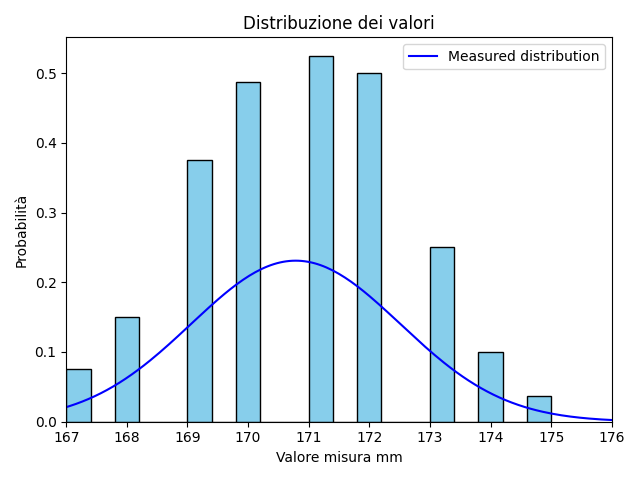 Distribuzione dei valori
Measured distribution
0.5
0.4
0.3
0.2
0.1
0.0
Probabilità
167 168 169 170 171 172 173 174 175 176
Valore misura mm